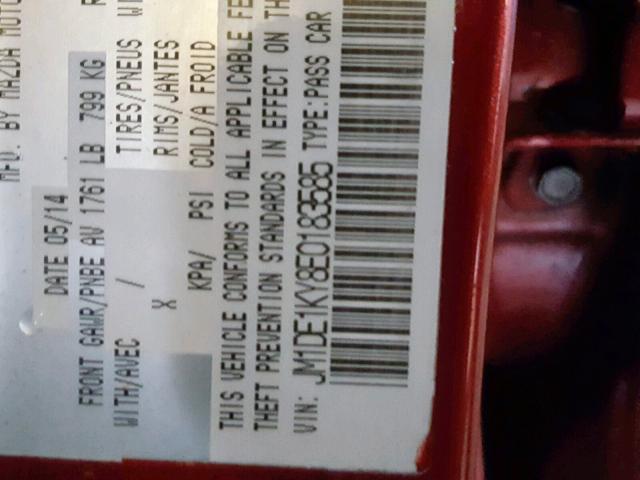 MFD. BY MAZDA MOTO
DATE 05/14
FRONT GAWR/PNBE AV 1761 LB 799 KG
WITH/AVEC / TIRES/PNEUS
X RIMS/JANTES
KPA/ PSI COLD/A FROID
THIS VEHICLE CONFORMS TO ALL APPLICABLE FE
THEFT PREVENTION STANDARDS IN EFFECT ON TH
VIN: JM1DE1KY8E0183585 TYPE:PASS CAR